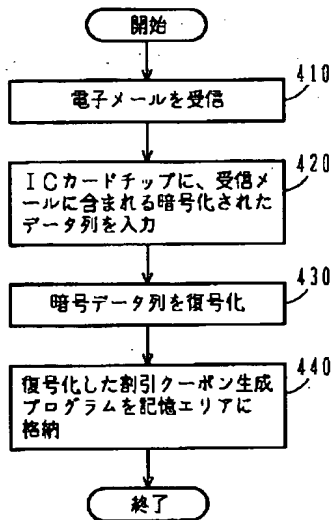 開始
410
電子メールを受信
420
ICカードチップに、受信メ
ールに含まれる暗号化された
データ列を入力
430
暗号データ列を復号化
440
復号化した割引クーポン生成
プログラムを記憶エリアに
格納
終了